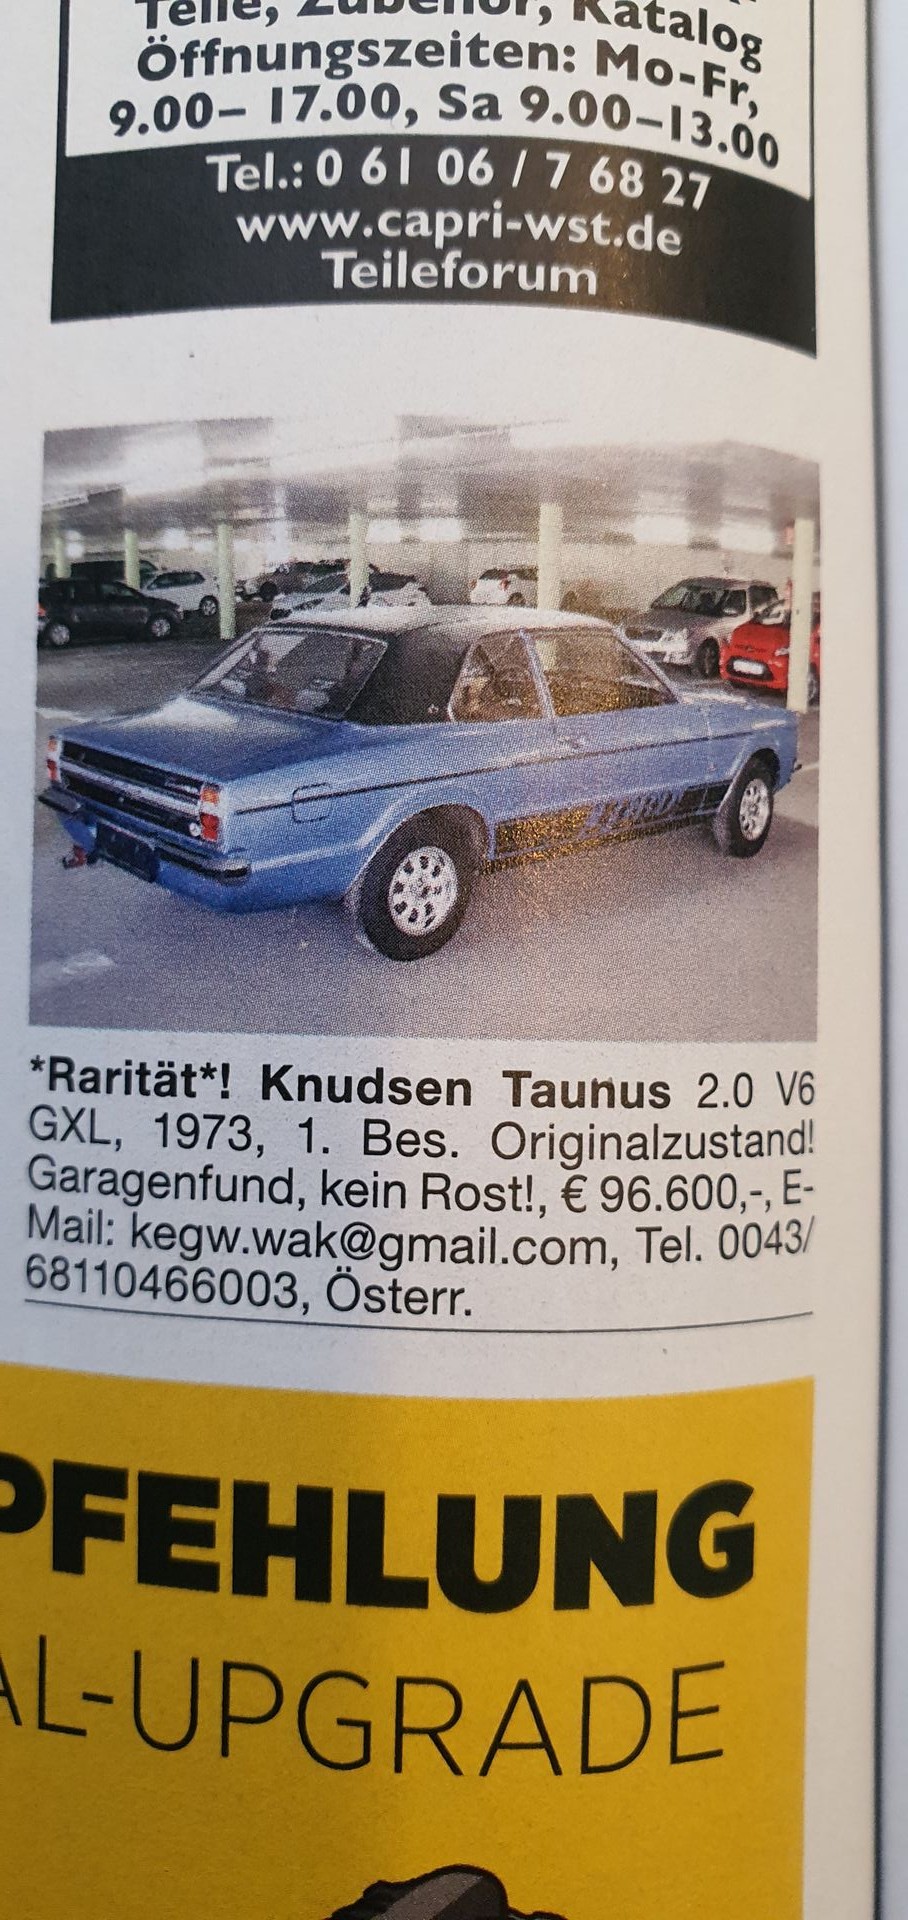 Teile, Zubehör, Katalog
Öffnungszeiten: Mo-Fr,
9.00– 17.00, Sa 9.00–13.00
Tel.: 0 61 06 / 7 68 27
www.capri-wst.de
Teileforum
*Rarität*! Knudsen Taunus 2.0 V6
GXL, 1973, 1. Bes. Originalzustand!
Garagenfund, kein Rost!, € 96.600,-, E-
Mail: kegw.wak@gmail.com, Tel. 0043/
68110466003, Österr.
PFEHLUNG
AL-UPGRADE